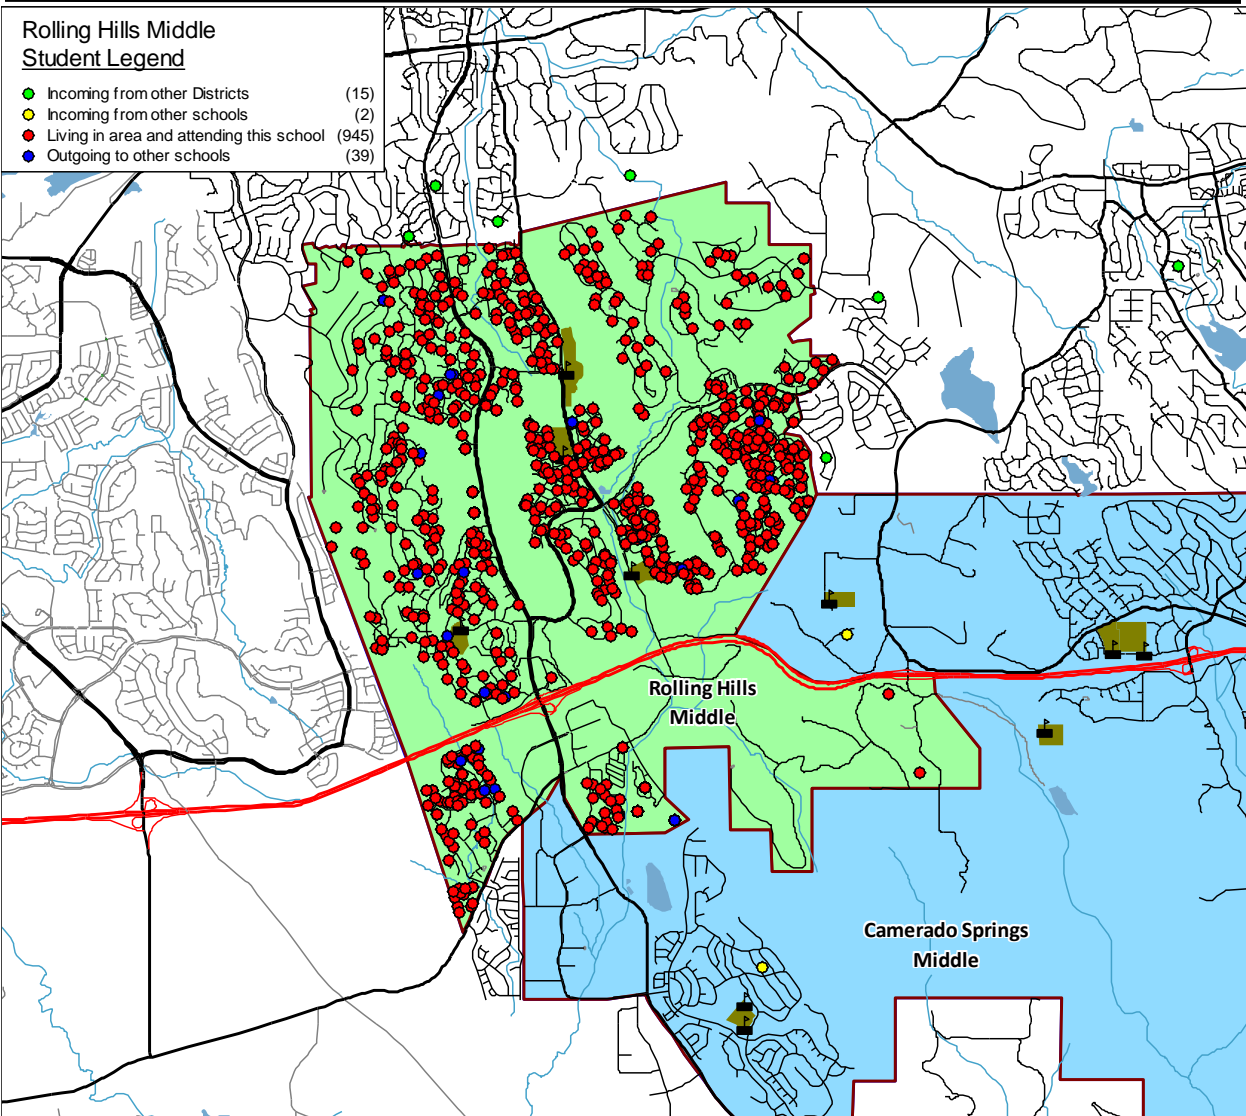 Rolling Hills Middle
Student Legend
Incoming from other Districts (15)
Incoming from other schools (2)
Living in area and attending this school (945)
Outgoing to other schools (39)
Rolling Hills
Middle
Camerado Springs
Middle